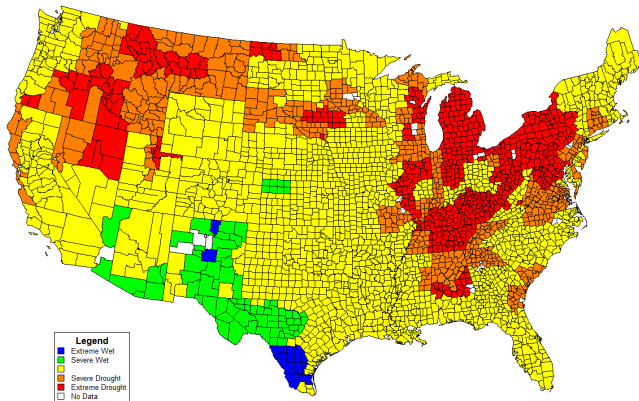 Legend
Extreme Wet
Severe Wet
Severe Drought
Extreme Drought
No Data